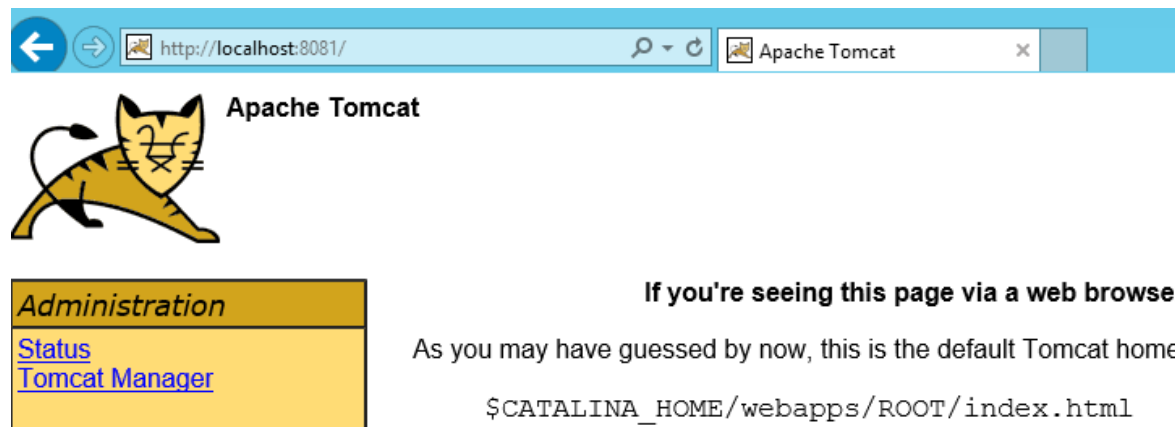 http://localhost:8081/
Apache Tomcat
Apache Tomcat
Administration
Status
Tomcat Manager
If you're seeing this page via a web browse
As you may have guessed by now, this is the default Tomcat home
$CATALINA_HOME/webapps/ROOT/index.html